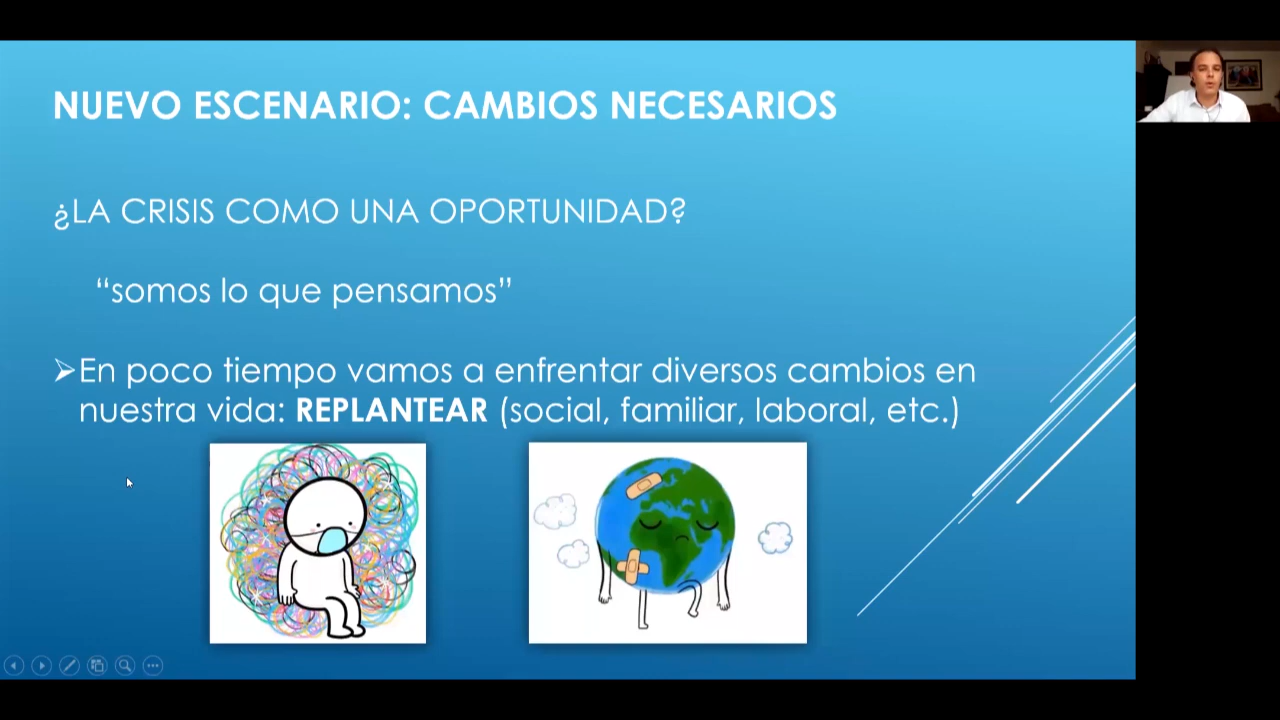 NUEVO ESCENARIO: CAMBIOS NECESARIOS
¿LA CRISIS COMO UNA OPORTUNIDAD?
“somos lo que pensamos”
➢En poco tiempo vamos a enfrentar diversos cambios en
nuestra vida: REPLANTEAR (social, familiar, laboral, etc.)